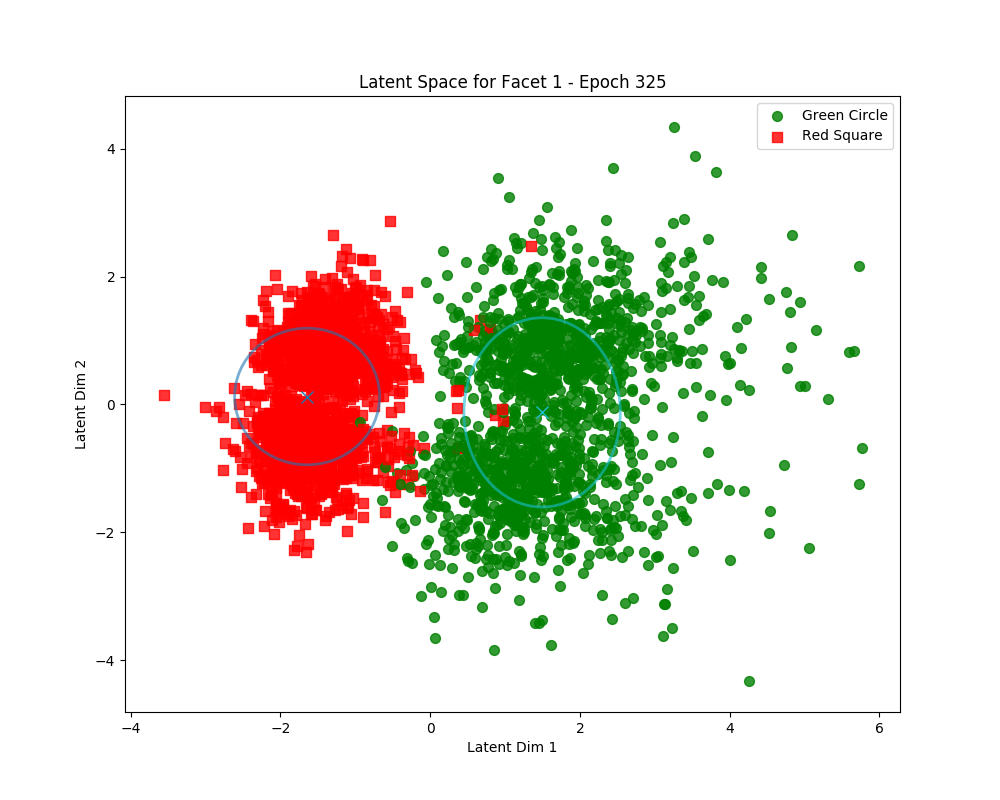 Latent Space for Facet 1 - Epoch 325
Green Circle
Red Square
4
2
0
−2
−4
Latent Dim 2
−4
−2
0
2
4
6
Latent Dim 1